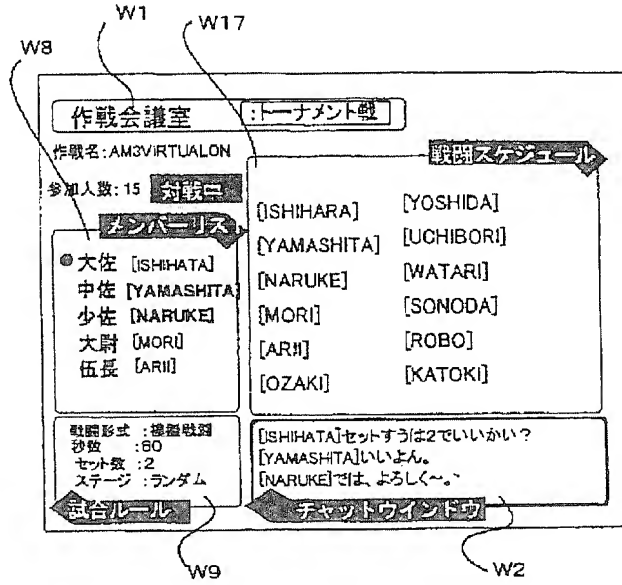 W1
W8
W17
作戦会議室 :トーナメント戦
作戦名:AM3VIRTUALON
戦闘スケジュール
参加人数:15 対戦中
メンバーリスト
大佐 [ISHIHATA]
中佐 [YAMASHITA]
少佐 [NARUKE]
大尉 [MORI]
伍長 [ARII]
[ISHIHARA] [YOSHIDA]
[YAMASHITA] [UCHIBORI]
[NARUKE] [WATARI]
[MORI] [SONODA]
[ARII] [ROBO]
[OZAKI] [KATOKI]
戦闘形式 :模擬戦闘
秒数 :60
セット数 :2
ステージ :ランダム
試合ルール
[ISHIHATA]セットすうは2でいいかい?
[YAMASHITA]いいよん。
[NARUKE]では、よろしく~。
チャットウインドウ
W9
W2